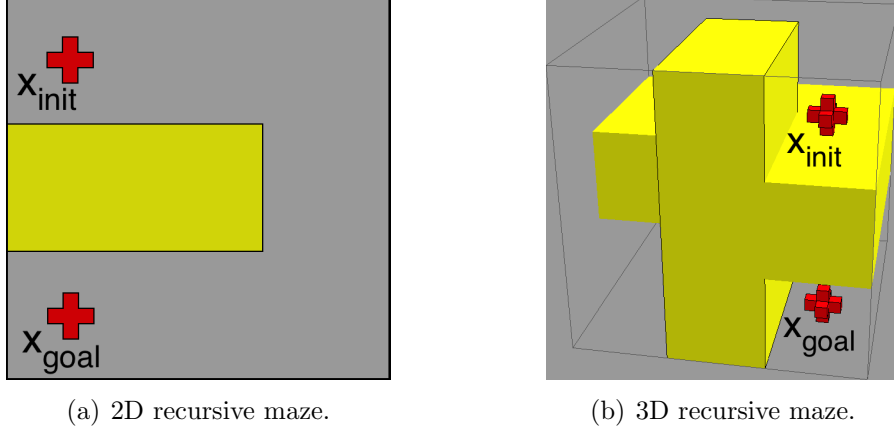 x_init
x_goal
x_init
x_goal
(a) 2D recursive maze.
(b) 3D recursive maze.